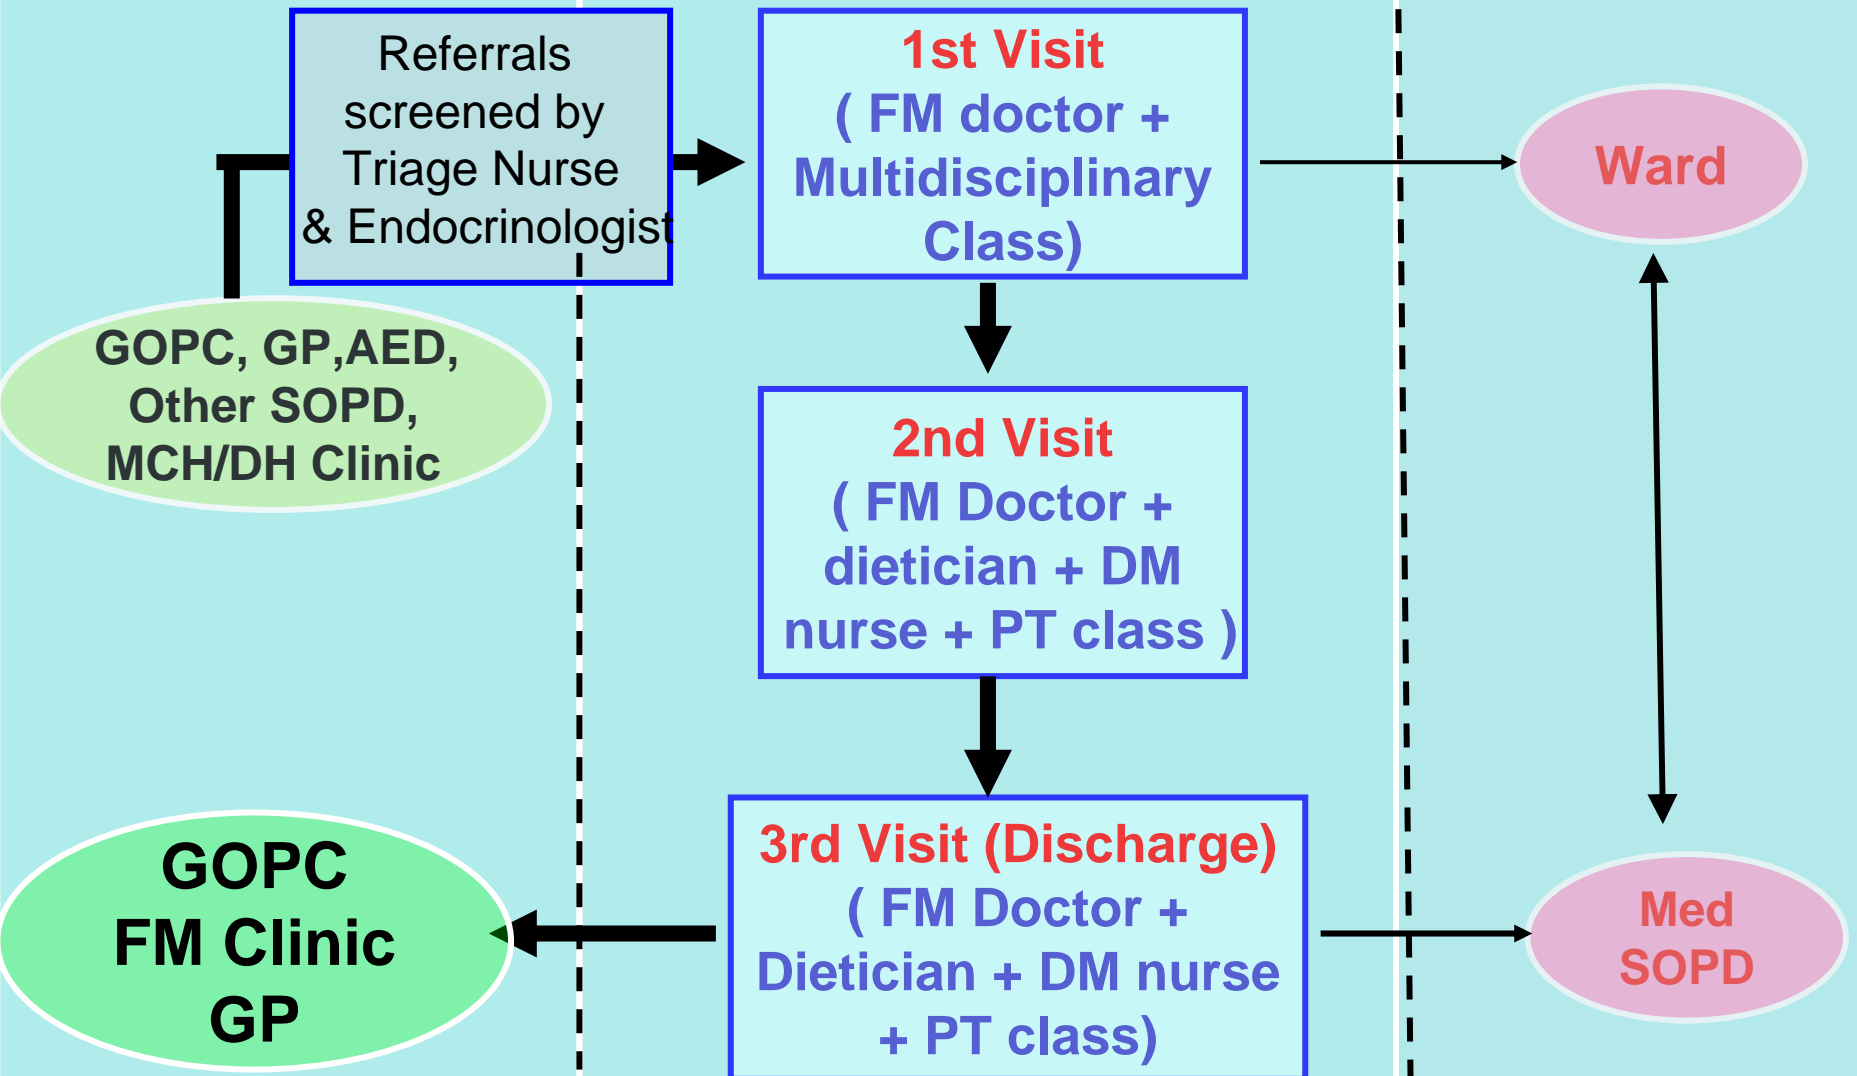 Referrals
screened by
Triage Nurse
& Endocrinologist
1st Visit
( FM doctor +
Multidisciplinary
Class)
Ward
GOPC, GP,AED,
Other SOPD,
MCH/DH Clinic
2nd Visit
( FM Doctor +
dietician + DM
nurse + PT class )
GOPC
FM Clinic
GP
3rd Visit (Discharge)
( FM Doctor +
Dietician + DM nurse
+ PT class)
Med
SOPD